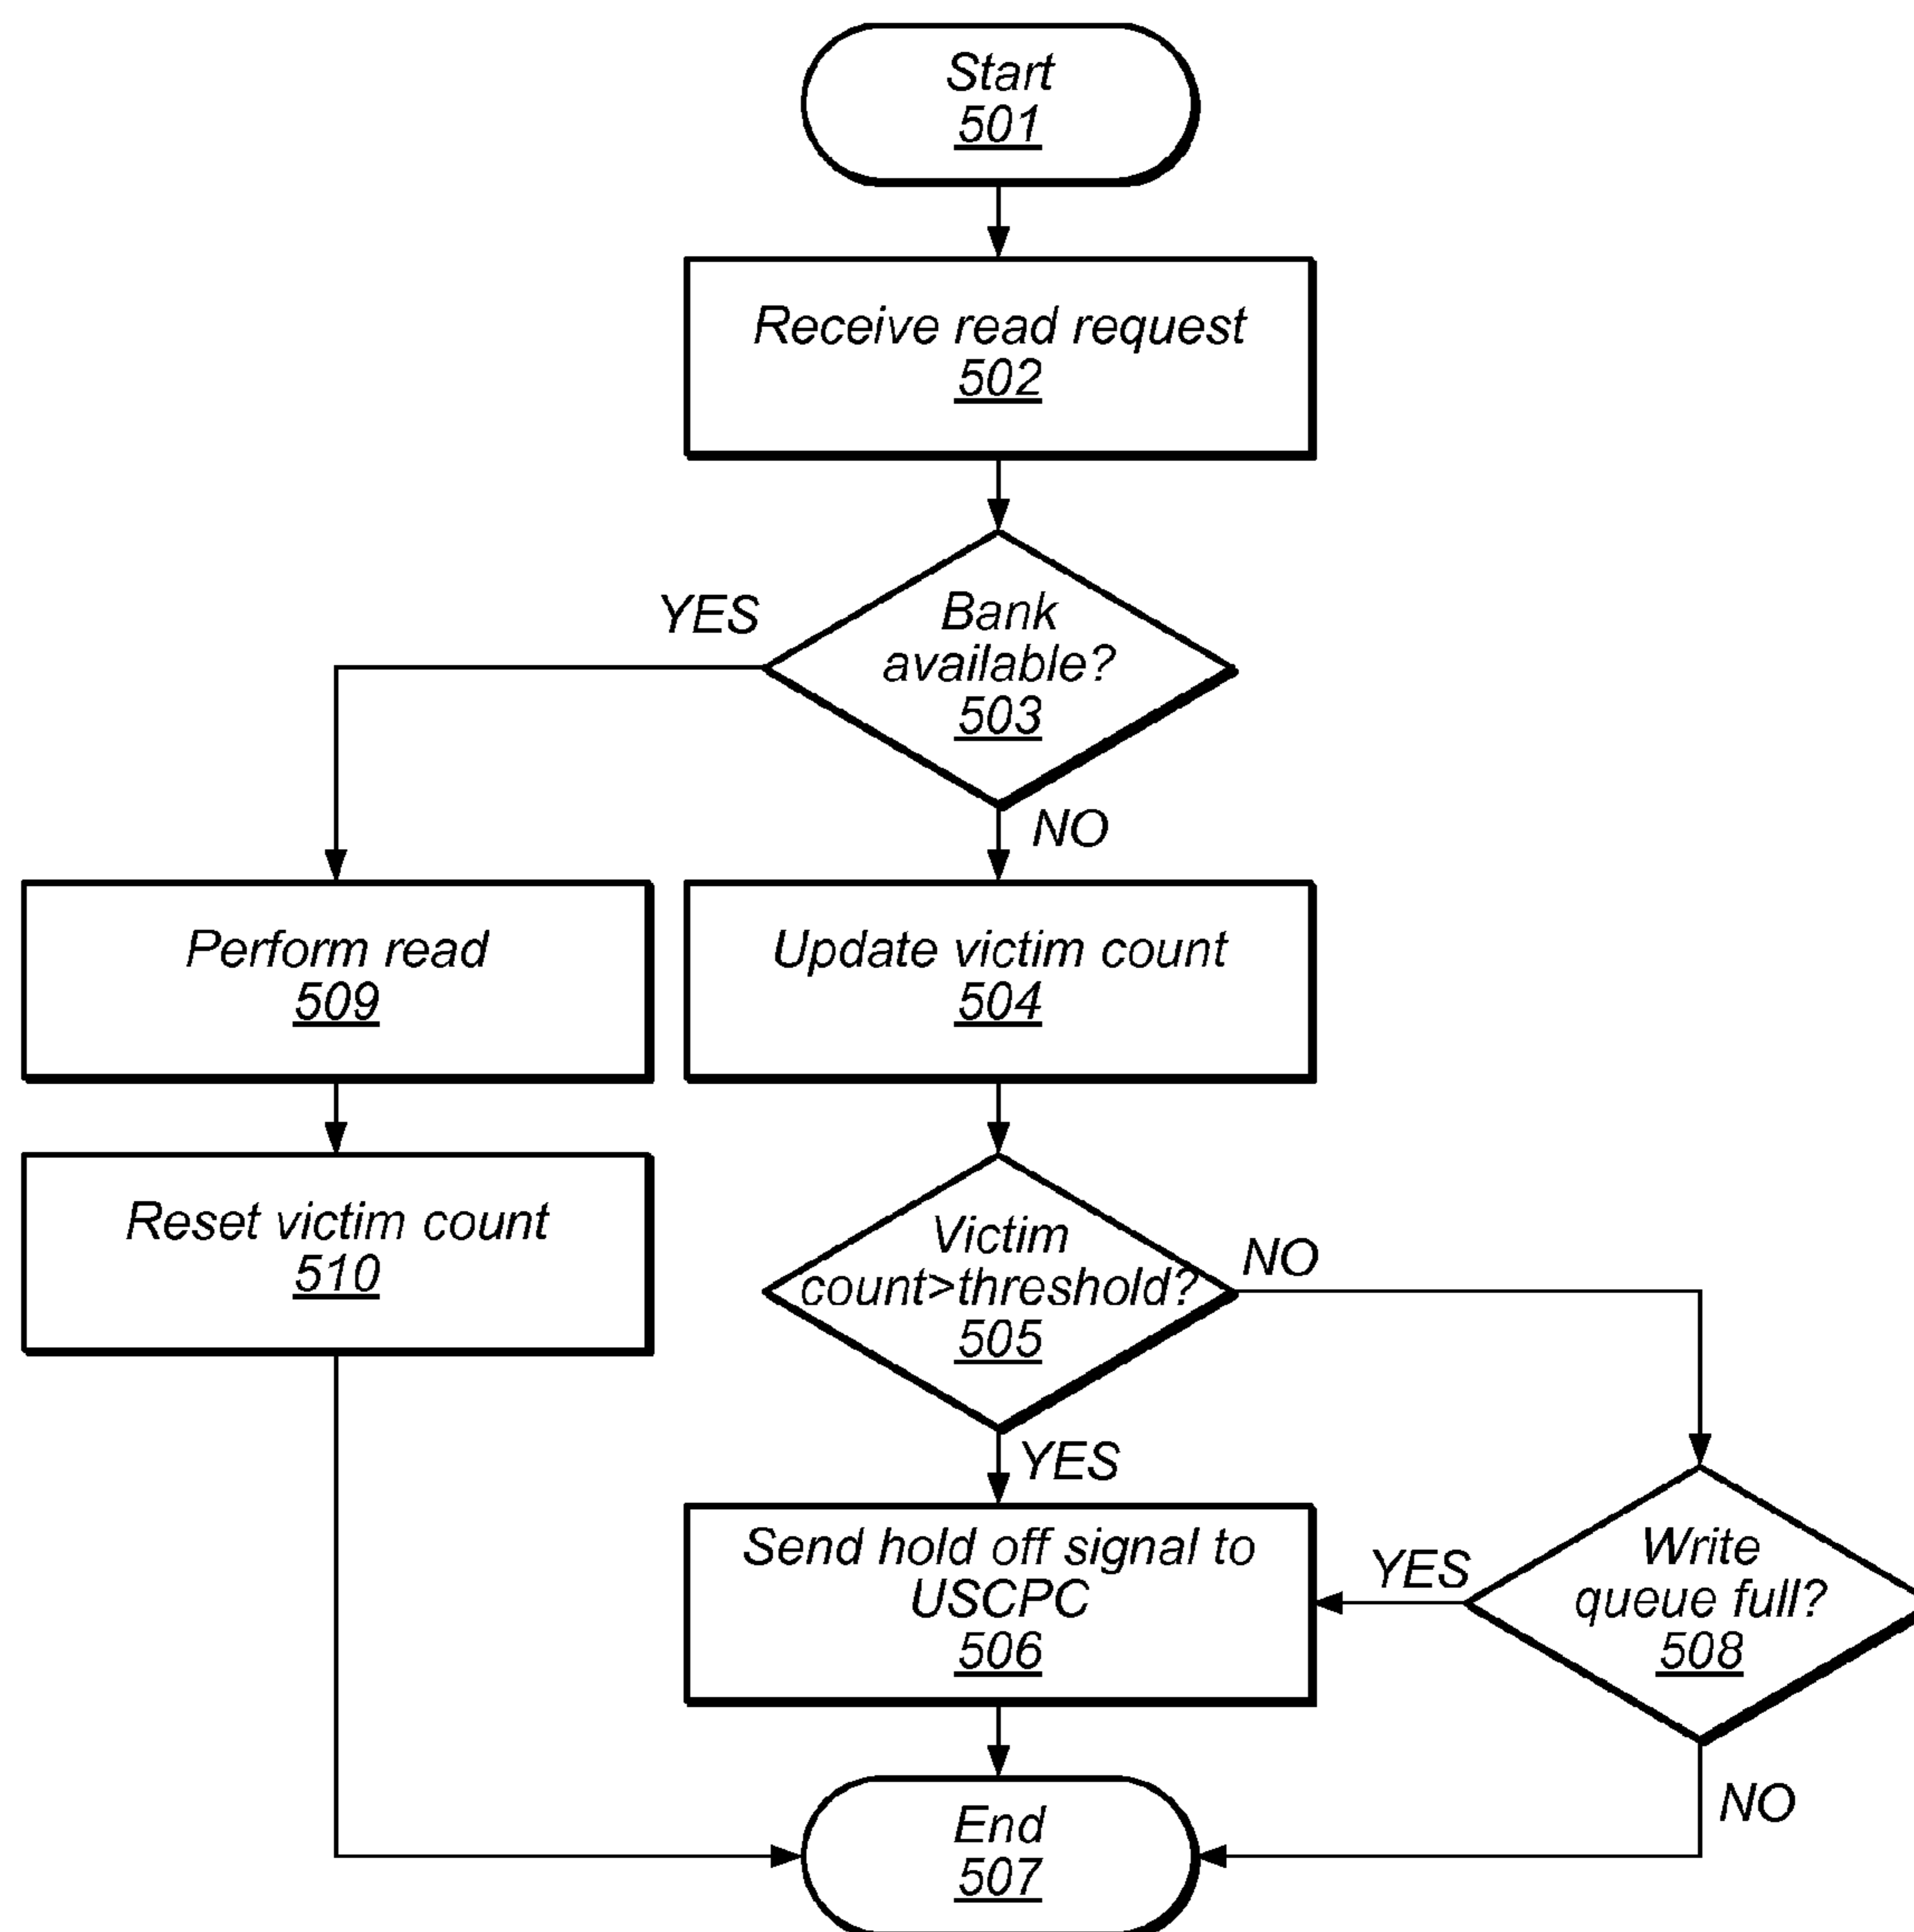 Start
501
Receive read request
502
YES
Bank
available?
503
NO
Perform read
509
Update victim count
504
Reset victim count
510
Victim
count>threshold?
505
NO
YES
Send hold off signal to
USCPC
506
YES
Write
queue full?
508
NO
End
507